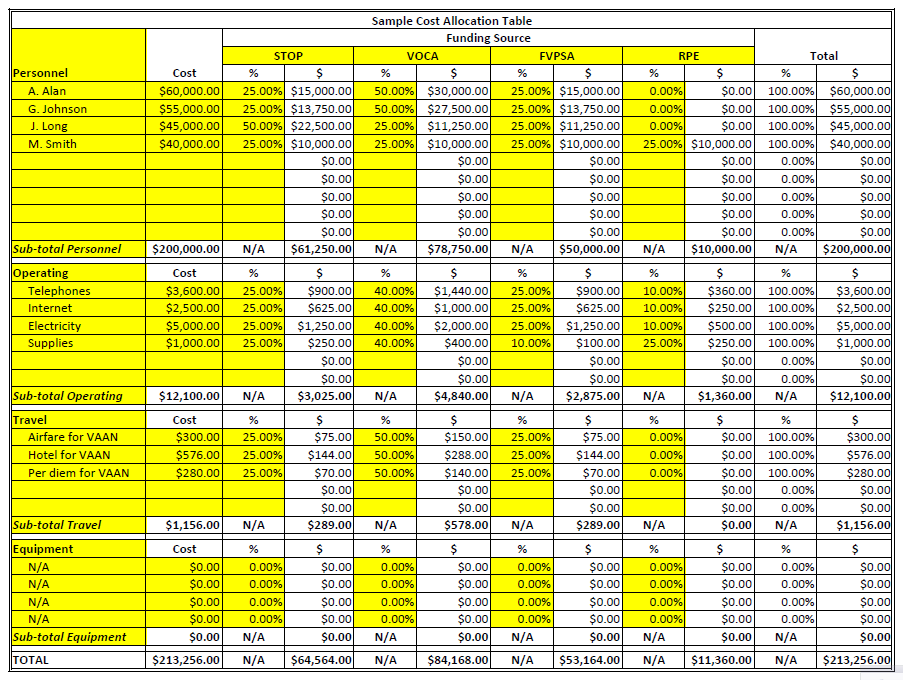 Sample Cost Allocation Table
Funding Source
STOP VOCA FVPSA RPE Total
Personnel Cost % $ % $ % $ % $ % $
A. Alan $60,000.00 25.00% $15,000.00 50.00% $30,000.00 25.00% $15,000.00 0.00% $0.00 100.00% $60,000.00
G. Johnson $55,000.00 25.00% $13,750.00 50.00% $27,500.00 25.00% $13,750.00 0.00% $0.00 100.00% $55,000.00
J. Long $45,000.00 50.00% $22,500.00 25.00% $11,250.00 25.00% $11,250.00 0.00% $0.00 100.00% $45,000.00
M. Smith $40,000.00 25.00% $10,000.00 25.00% $10,000.00 25.00% $10,000.00 25.00% $10,000.00 100.00% $40,000.00
$0.00 $0.00 $0.00 $0.00 0.00% $0.00
$0.00 $0.00 $0.00 $0.00 0.00% $0.00
$0.00 $0.00 $0.00 $0.00 0.00% $0.00
$0.00 $0.00 $0.00 $0.00 0.00% $0.00
$0.00 $0.00 $0.00 $0.00 0.00% $0.00
Sub-total Personnel $200,000.00 N/A $61,250.00 N/A $78,750.00 N/A $50,000.00 N/A $10,000.00 N/A $200,000.00
Operating Cost % $ % $ % $ % $ % $
Telephones $3,600.00 25.00% $900.00 40.00% $1,440.00 25.00% $900.00 10.00% $360.00 100.00% $3,600.00
Internet $2,500.00 25.00% $625.00 40.00% $1,000.00 25.00% $625.00 10.00% $250.00 100.00% $2,500.00
Electricity $5,000.00 25.00% $1,250.00 40.00% $2,000.00 25.00% $1,250.00 10.00% $500.00 100.00% $5,000.00
Supplies $1,000.00 25.00% $250.00 40.00% $400.00 10.00% $100.00 25.00% $250.00 100.00% $1,000.00
$0.00 $0.00 $0.00 $0.00 0.00% $0.00
$0.00 $0.00 $0.00 $0.00 0.00% $0.00
Sub-total Operating $12,100.00 N/A $3,025.00 N/A $4,840.00 N/A $2,875.00 N/A $1,360.00 N/A $12,100.00
Travel Cost % $ % $ % $ % $ % $
Airfare for VAAN $300.00 25.00% $75.00 50.00% $150.00 25.00% $75.00 0.00% $0.00 100.00% $300.00
Hotel for VAAN $576.00 25.00% $144.00 50.00% $288.00 25.00% $144.00 0.00% $0.00 100.00% $576.00
Per diem for VAAN $280.00 25.00% $70.00 50.00% $140.00 25.00% $70.00 0.00% $0.00 100.00% $280.00
$0.00 $0.00 $0.00 $0.00 0.00% $0.00
$0.00 $0.00 $0.00 $0.00 0.00% $0.00
Sub-total Travel $1,156.00 N/A $289.00 N/A $578.00 N/A $289.00 N/A $0.00 N/A $1,156.00
Equipment Cost % $ % $ % $ % $ % $
N/A $0.00 0.00% $0.00 0.00% $0.00 0.00% $0.00 0.00% $0.00 0.00% $0.00
N/A $0.00 0.00% $0.00 0.00% $0.00 0.00% $0.00 0.00% $0.00 0.00% $0.00
N/A $0.00 0.00% $0.00 0.00% $0.00 0.00% $0.00 0.00% $0.00 0.00% $0.00
N/A $0.00 0.00% $0.00 0.00% $0.00 0.00% $0.00 0.00% $0.00 0.00% $0.00
Sub-total Equipment $0.00 N/A $0.00 N/A $0.00 N/A $0.00 N/A $0.00 N/A $0.00
TOTAL $213,256.00 N/A $64,564.00 N/A $84,168.00 N/A $53,164.00 N/A $11,360.00 N/A $213,256.00